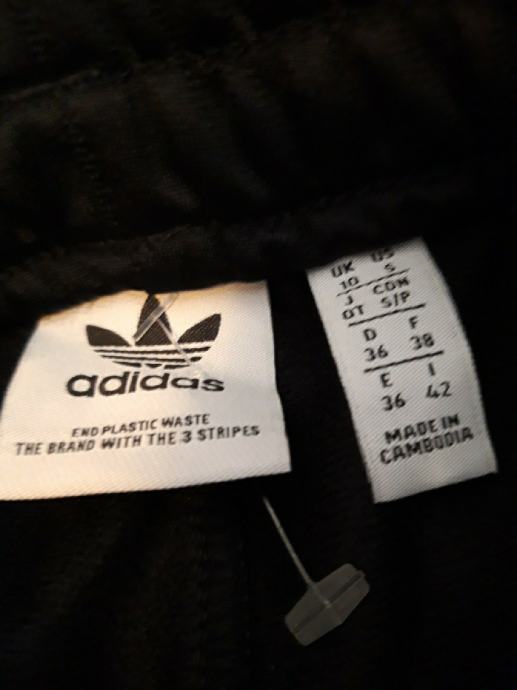 adidas
END PLASTIC WASTE
THE BRAND WITH THE 3 STRIPES
UK US
10 S
J CDN
OT S/P
D F
36 38
E I
36 42
MADE IN
CAMBODIA